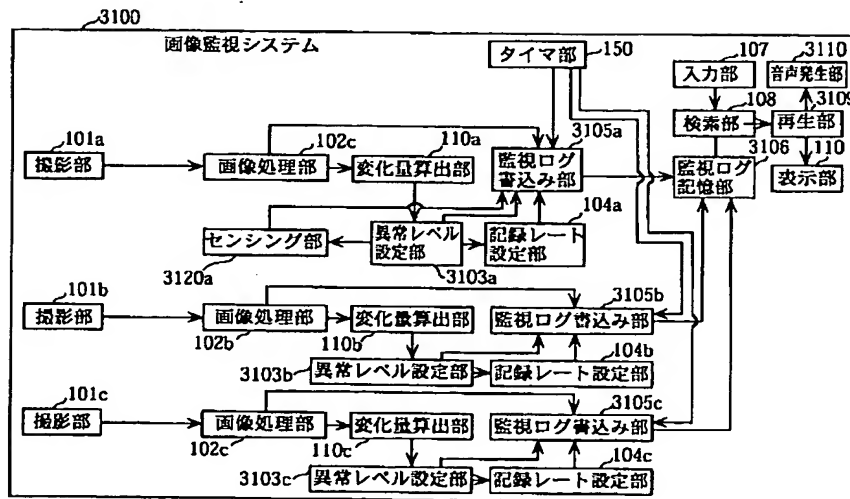 3100
画像監視システム
タイマ部
150
107
入力部
3110
音声発生部
108
検索部
3109
再生部
101a
撮影部
102c
画像処理部
110a
変化量算出部
3105a
監視ログ
書込み部
3106
監視ログ
記憶部
110
表示部
センシング部
3120a
異常レベル
設定部
3103a
104a
記録レート
設定部
101b
撮影部
画像処理部
102b
変化量算出部
110b
3105b
監視ログ書込み部
3103b
異常レベル設定部
104b
記録レート設定部
101c
撮影部
画像処理部
102c
変化量算出部
110c
3105c
監視ログ書込み部
3103c
異常レベル設定部
104c
記録レート設定部